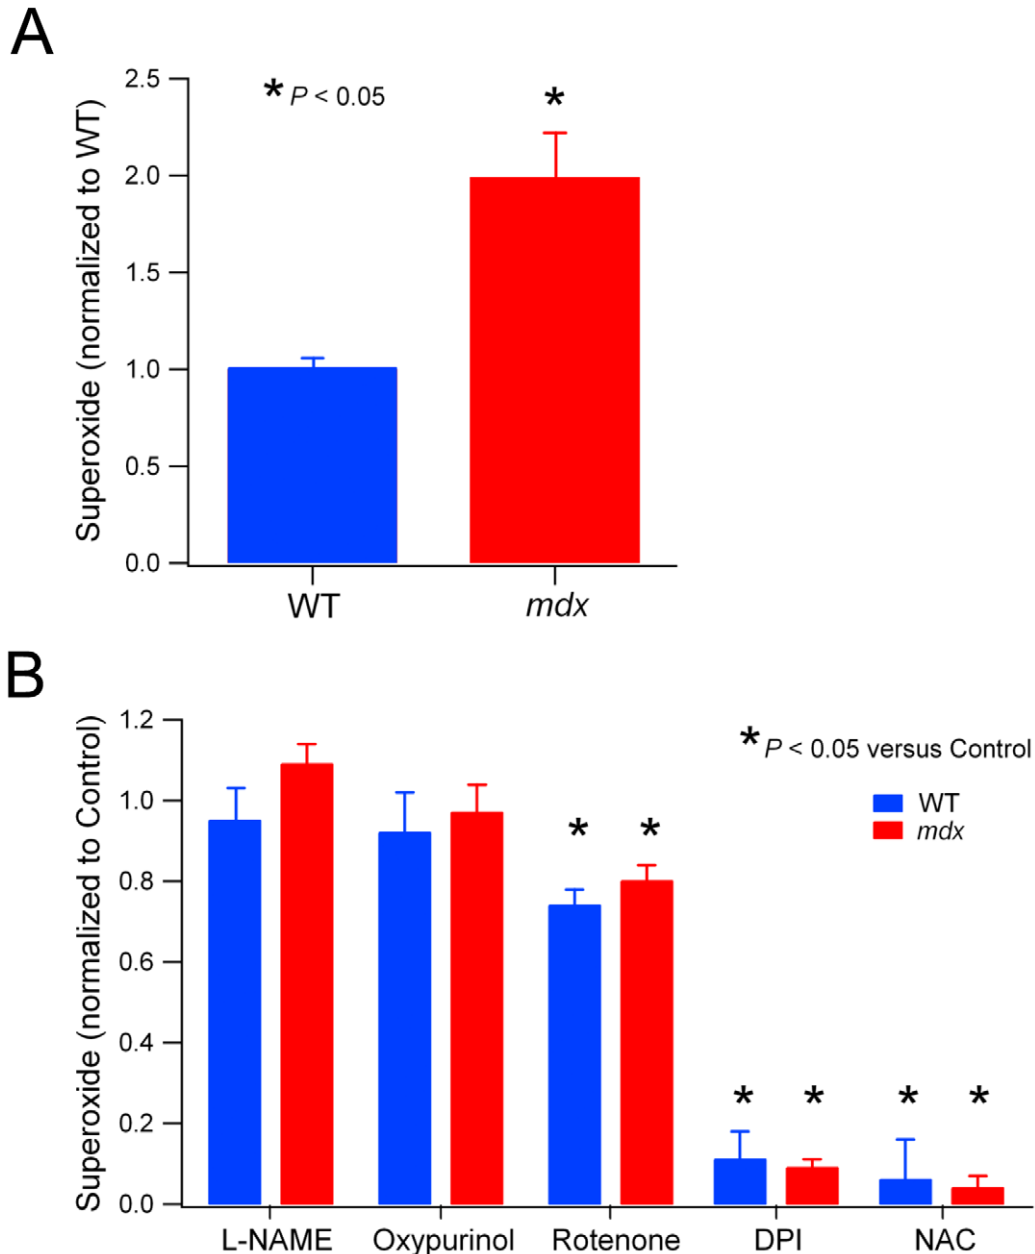 A
Superoxide (normalized to WT)
2.5
2.0
1.5
1.0
0.5
0.0
* P < 0.05
*
WT
mdx
B
Superoxide (normalized to Control)
1.2
1.0
0.8
0.6
0.4
0.2
0.0
* P < 0.05 versus Control
WT
mdx
* *
* * * *
L-NAME Oxypurinol Rotenone DPI NAC